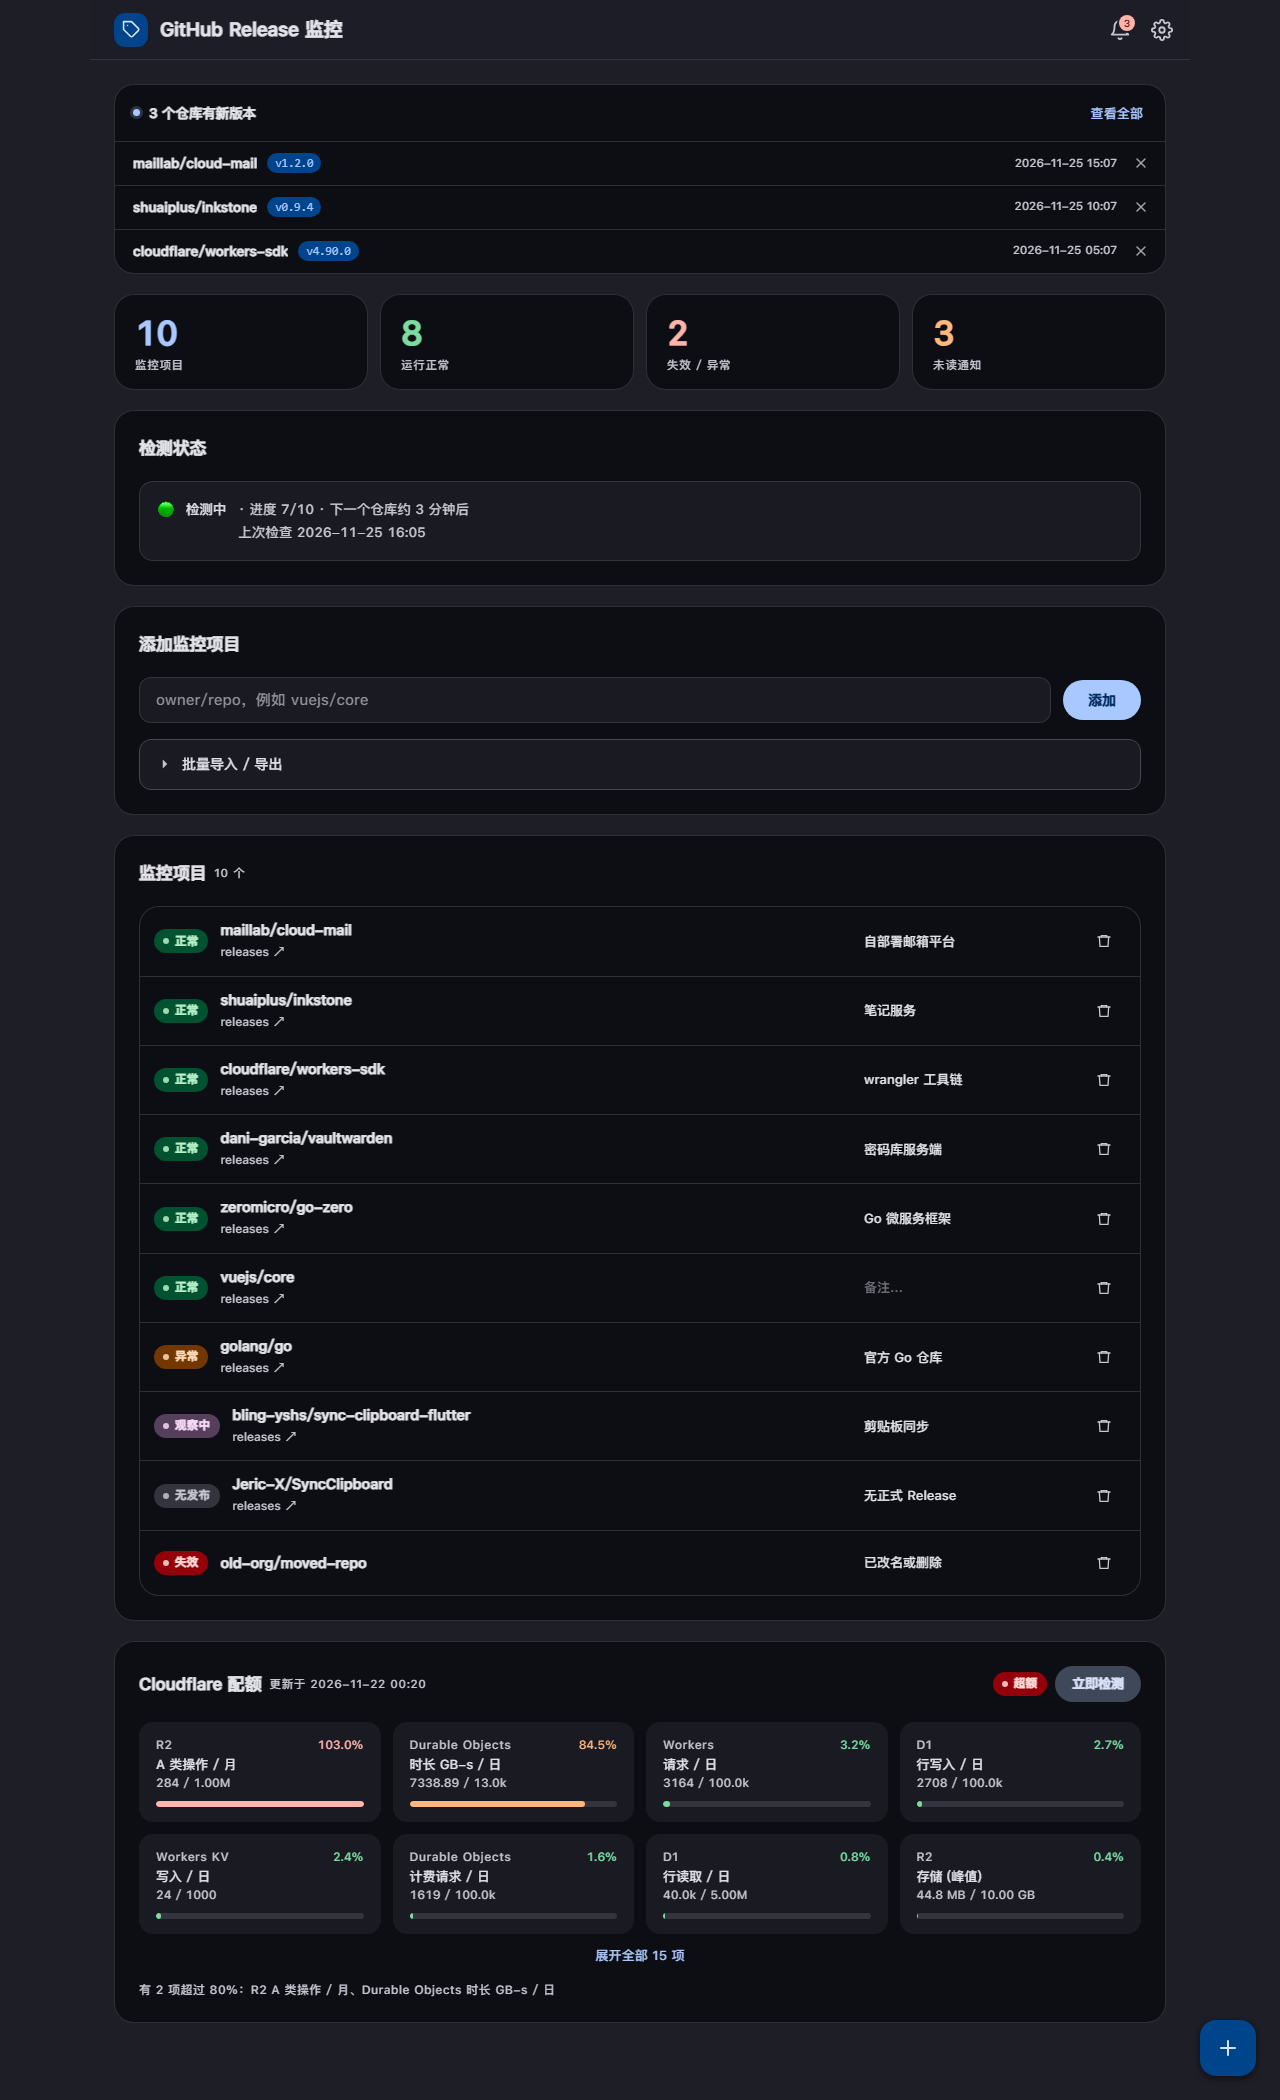 GitHub Release 监控
3
3 个仓库有新版本
查看全部
maillab/cloud-mail v1.2.0 2026-11-25 15:07
shuaiplus/inkstone v0.9.4 2026-11-25 10:07
cloudflare/workers-sdk v4.90.0 2026-11-25 05:07
10
监控项目
8
运行正常
2
失效 / 异常
3
未读通知
检测状态
检测中 · 进度 7/10 · 下一个仓库约 3 分钟后
上次检查 2026-11-25 16:05
添加监控项目
owner/repo，例如 vuejs/core
添加
批量导入 / 导出
监控项目 10 个
正常 maillab/cloud-mail 自部署邮箱平台
releases ↗
正常 shuaiplus/inkstone 笔记服务
releases ↗
正常 cloudflare/workers-sdk wrangler 工具链
releases ↗
正常 dani-garcia/vaultwarden 密码库服务端
releases ↗
正常 zeromicro/go-zero Go 微服务框架
releases ↗
正常 vuejs/core 备注...
releases ↗
异常 golang/go 官方 Go 仓库
releases ↗
观察中 bling-yshs/sync-clipboard-flutter 剪贴板同步
releases ↗
无发布 Jeric-X/SyncClipboard 无正式 Release
releases ↗
失效 old-org/moved-repo 已改名或删除
Cloudflare 配额 更新于 2026-11-22 00:20
超额
立即检测
R2 103.0%
A 类操作 / 月
284 / 1.00M
Durable Objects 84.5%
时长 GB-s / 日
7338.89 / 13.0k
Workers 3.2%
请求 / 日
3164 / 100.0k
D1 2.7%
行写入 / 日
2708 / 100.0k
Workers KV 2.4%
写入 / 日
24 / 1000
Durable Objects 1.6%
计费请求 / 日
1619 / 100.0k
D1 0.8%
行读取 / 日
40.0k / 5.00M
R2 0.4%
存储 (峰值)
44.8 MB / 10.00 GB
展开全部 15 项
有 2 项超过 80%：R2 A 类操作 / 月、Durable Objects 时长 GB-s / 日